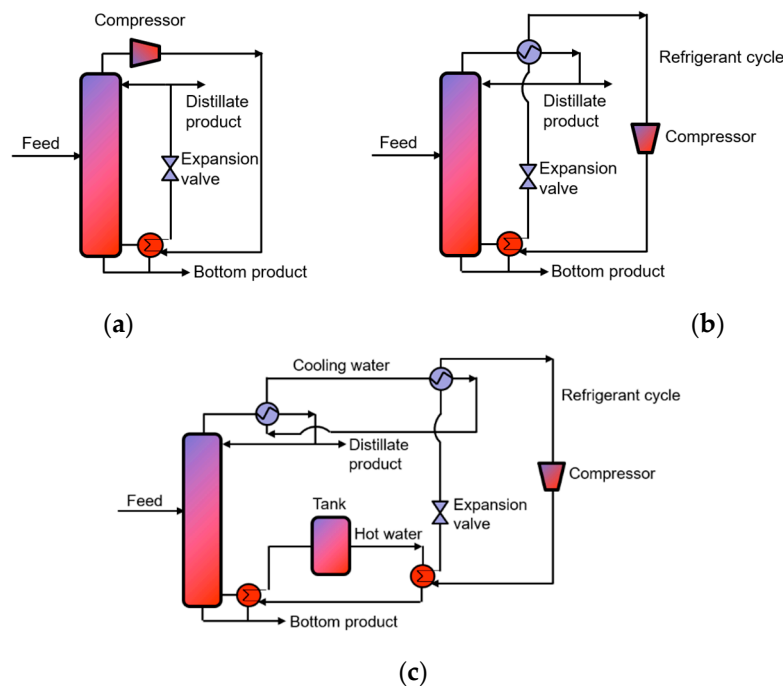 Compressor
Distillate
product
Feed
Expansion
valve
Bottom product
(a)
Refrigerant cycle
Distillate
product
Compressor
Feed
Expansion
valve
Bottom product
(b)
Cooling water
Refrigerant cycle
Distillate
product
Compressor
Tank
Feed
Hot water
Expansion
valve
Bottom product
(c)